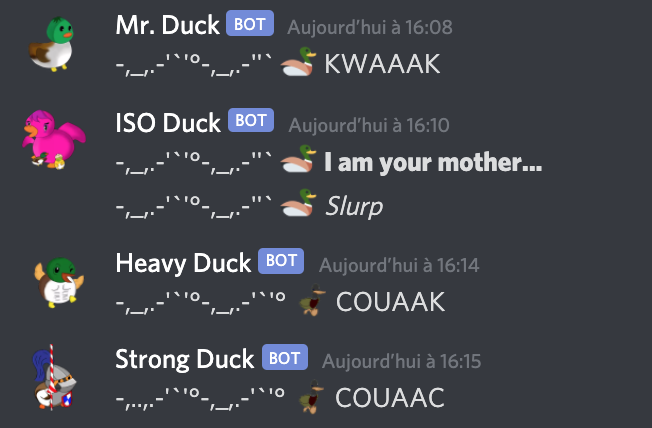 Mr. Duck BOT Aujourd'hui à 16:08
-,_,.-'`'°-,_,.-''` 🦆 KWAAAK
ISO Duck BOT Aujourd'hui à 16:10
-,_,.-'`'°-,_,.-''` 🦆 I am your mother...
-,_,.-'`'°-,_,.-''` 🦆 Slurp
Heavy Duck BOT Aujourd'hui à 16:14
-,_,.-'`'°-,_,.-'`'° COUAAK
Strong Duck BOT Aujourd'hui à 16:15
-,..,.-'`'°-,_,.-'`'° COUAAC